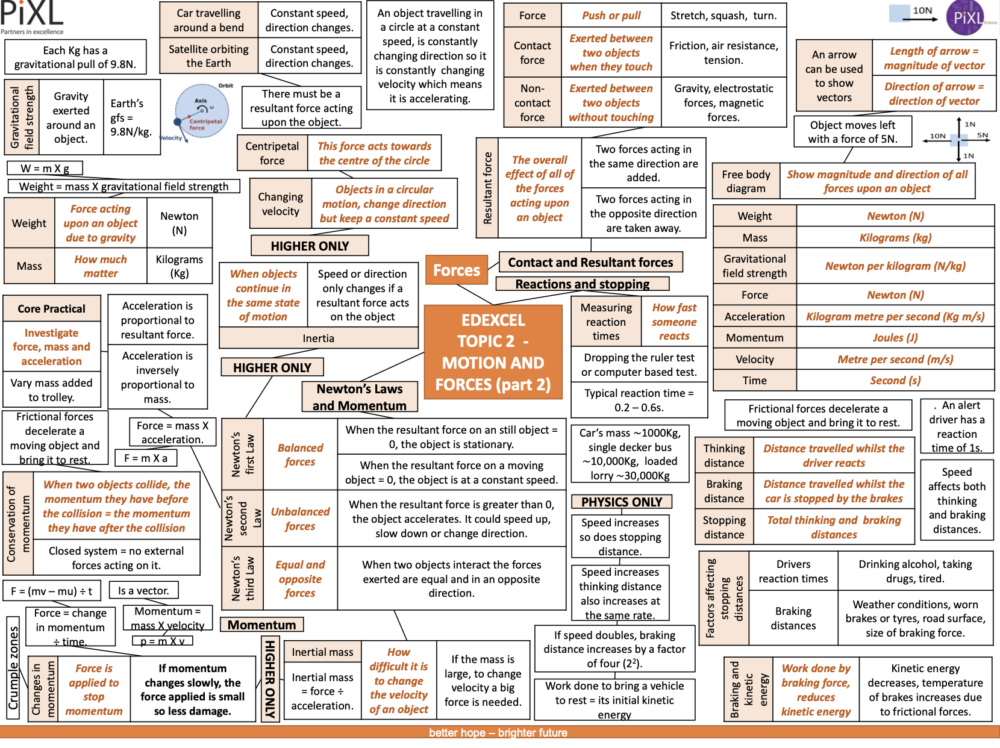 PiXL
Partners in excellence
Each Kg has a
gravitational pull of 9.8N.
Gravitational
field strength
Gravity
exerted
around an
object.
Earth's
gfs =
9.8N/kg.
W = m X g
Weight = mass X gravitational field strength
Weight
Force acting
upon an object
due to gravity
Newton
(N)
Mass
How much
matter
Kilograms
(Kg)
Car travelling
around a bend
Constant speed,
direction changes.
Satellite orbiting
the Earth
Constant speed,
direction changes.
Orbit
Axis
ω
Centripetal
force
Velocity
There must be a
resultant force acting
upon the object.
An object travelling in
a circle at a constant
speed, is constantly
changing direction so it
is constantly changing
velocity which means
it is accelerating.
Centripetal
force
This force acts towards
the centre of the circle
Changing
velocity
Objects in a circular
motion, change direction
but keep a constant speed
HIGHER ONLY
Force
Push or pull
Stretch, squash, turn.
Contact
force
Exerted between
two objects
when they touch
Friction, air resistance,
tension.
Non-
contact
force
Exerted between
two objects
without touching
Gravity, electrostatic
forces, magnetic
forces.
Resultant force
The overall
effect of all of
the forces
acting upon
an object
Two forces acting in
the same direction are
added.
Two forces acting in
the opposite direction
are taken away.
10N
PiXL
Science
An arrow
can be used
to show
vectors
Length of arrow =
magnitude of vector
Direction of arrow =
direction of vector
Object moves left
with a force of 5N.
1N
10N
5N
1N
Free body
diagram
Show magnitude and direction of all
forces upon an object
Weight
Newton (N)
Mass
Kilograms (kg)
Gravitational
field strength
Newton per kilogram (N/kg)
Force
Newton (N)
Acceleration
Kilogram metre per second (Kg m/s)
Momentum
Joules (J)
Velocity
Metre per second (m/s)
Time
Second (s)
Forces
Contact and Resultant forces
Reactions and stopping
EDEXCEL
TOPIC 2 -
MOTION AND
FORCES (part 2)
When objects
continue in
the same state
of motion
Speed or direction
only changes if a
resultant force acts
on the object
Inertia
HIGHER ONLY
Newton's Laws
and Momentum
Core Practical
Investigate
force, mass and
acceleration
Vary mass added
to trolley.
Acceleration is
proportional to
resultant force.
Acceleration is
inversely
proportional to
mass.
Frictional forces
decelerate a
moving object and
bring it to rest.
Force = mass X
acceleration.
F = m X a
Newton's
first Law
Balanced
forces
When the resultant force on an still object =
0, the object is stationary.
When the resultant force on a moving
object = 0, the object is at a constant speed.
Newton's
second
Law
Unbalanced
forces
When the resultant force is greater than 0,
the object accelerates. It could speed up,
slow down or change direction.
Newton's
third Law
Equal and
opposite
forces
When two objects interact the forces
exerted are equal and in an opposite
direction.
Conservation of
momentum
When two objects collide, the
momentum they have before
the collision = the momentum
they have after the collision
Closed system = no external
forces acting on it.
F = (mv – mu) ÷ t
Is a vector.
Force = change
in momentum
÷ time.
Momentum =
mass X velocity
p = m X v
Momentum
Crumple zones
Changes in
momentum
Force is
applied to
stop
momentum
If momentum
changes slowly, the
force applied is small
so less damage.
HIGHER ONLY
Inertial mass
Inertial mass
= force ÷
acceleration.
How
difficult it is
to change
the velocity
of an object
If the mass is
large, to change
velocity a big
force is needed.
Measuring
reaction
times
How fast
someone
reacts
Dropping the ruler test
or computer based test.
Typical reaction time =
0.2 – 0.6s.
Car's mass ~1000Kg,
single decker bus
~10,000Kg, loaded
lorry ~30,000Kg
PHYSICS ONLY
Speed increases
so does stopping
distance.
Speed increases
thinking distance
also increases at
the same rate.
If speed doubles, braking
distance increases by a factor
of four (2²).
Work done to bring a vehicle
to rest = its initial kinetic
energy
Frictional forces decelerate a
moving object and bring it to rest.
. An alert
driver has a
reaction
time of 1s.
Thinking
distance
Distance travelled whilst the
driver reacts
Braking
distance
Distance travelled whilst the
car is stopped by the brakes
Stopping
distance
Total thinking and braking
distances
Speed
affects both
thinking
and braking
distances.
Factors affecting
stopping
distances
Drivers
reaction times
Drinking alcohol, taking
drugs, tired.
Braking
distances
Weather conditions, worn
brakes or tyres, road surface,
size of braking force.
Braking and
kinetic
energy
Work done by
braking force,
reduces
kinetic energy
Kinetic energy
decreases, temperature
of brakes increases due
to frictional forces.
better hope – brighter future